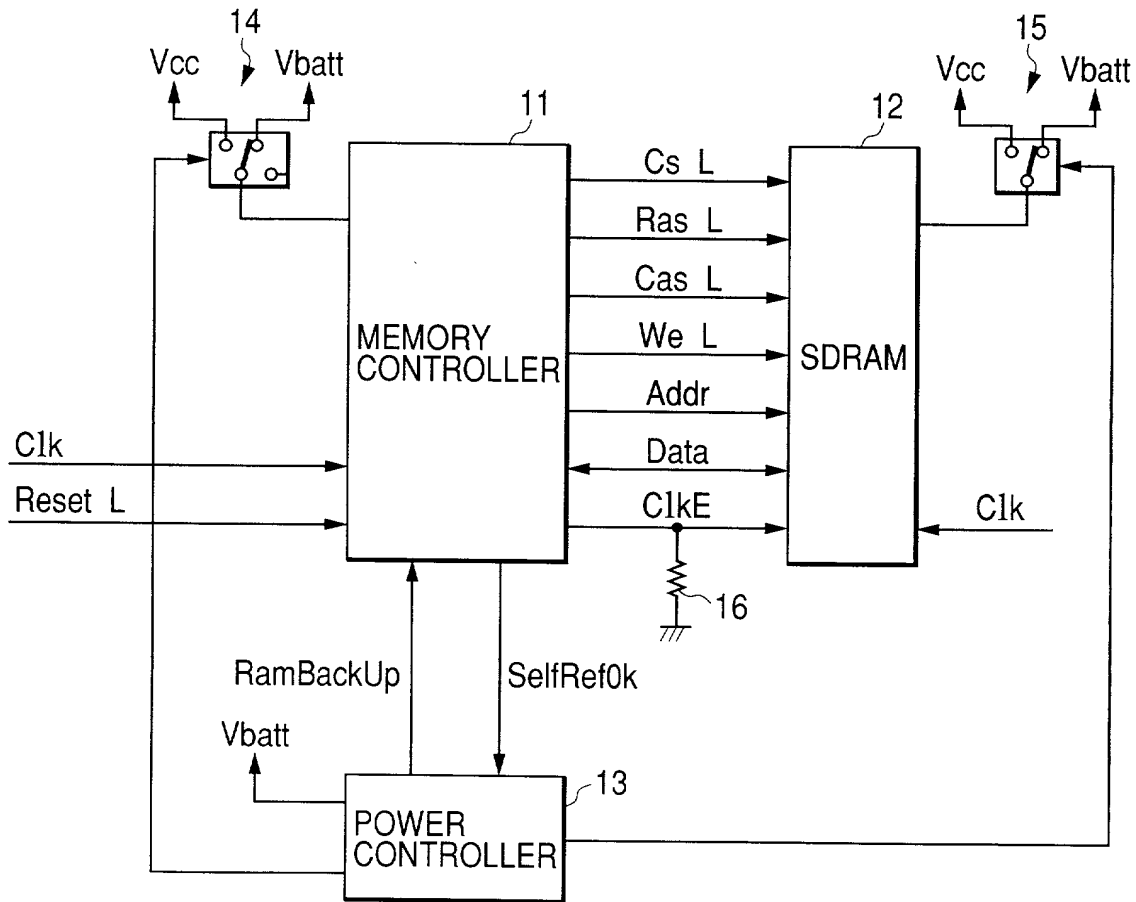 14
Vcc
Vbatt
15
Vcc
Vbatt
11
12
Cs L
Ras L
Cas L
We L
Addr
Data
ClkE
MEMORY
CONTROLLER
SDRAM
Clk
Reset L
Clk
16
RamBackUp
SelfRefOk
Vbatt
13
POWER
CONTROLLER